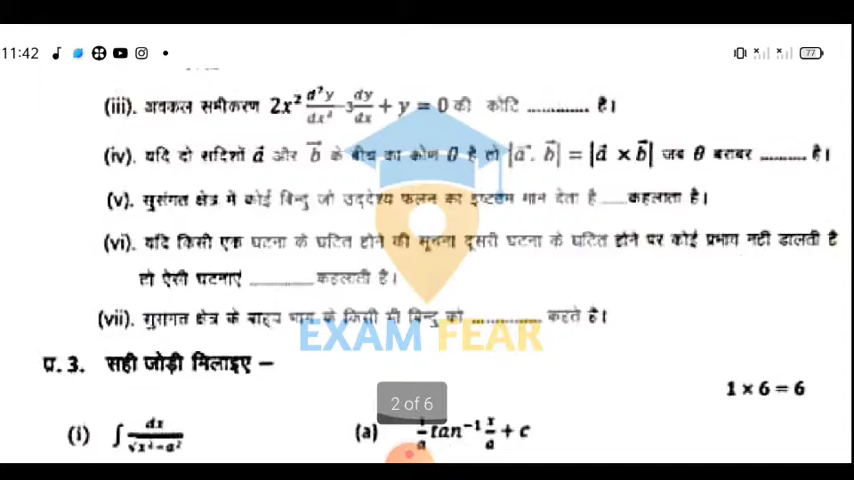 11:42
77
(iii). अवकल समीकरण 2x² d²y/dx² - 3 dy/dx + y = 0 की कोटि ............. है।
(iv). यदि दो सदिशों a⃗ और b⃗ के बीच का कोण θ है तो |a⃗ . b⃗| = |a⃗ × b⃗| जब θ बराबर .......... है।
(v). सुसंगत क्षेत्र में कोई बिन्दु जो उद्देश्य फलन का इष्टतम मान देता है ......कहलाता है।
(vi). यदि किसी एक घटना के घटित होने की सूचना दूसरी घटना के घटित होने पर कोई प्रभाव नहीं डालती है
तो ऐसी घटनाएं ............... कहलाती है।
(vii). सुसंगत क्षेत्र के बाह्य भाग के किसी भी बिन्दु को ................ कहते है।
EXAM FEAR
प्र. 3. सही जोड़ी मिलाइए –
1 × 6 = 6
2 of 6
(i) ∫ dx/√x²-a² (a) 1/a tan⁻¹ x/a + c